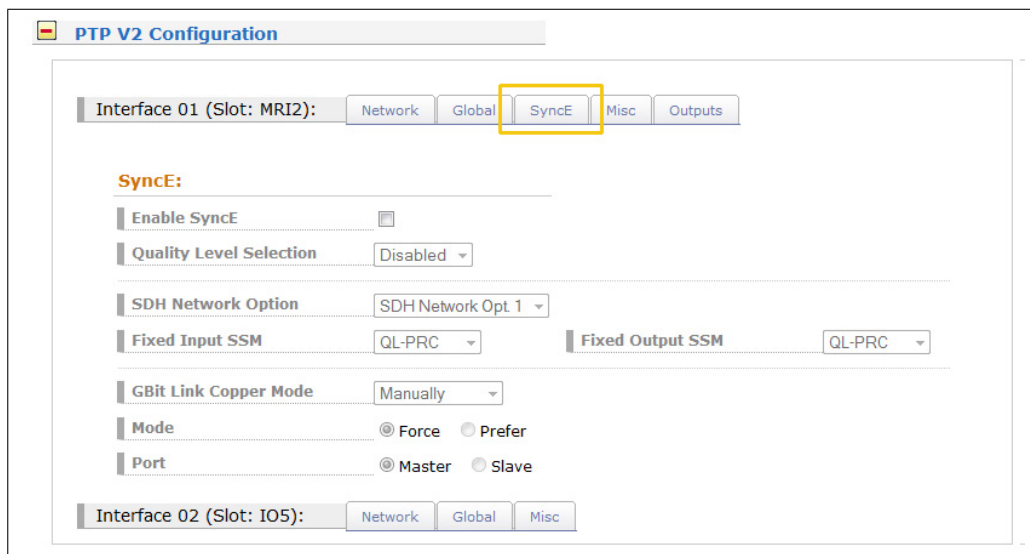 PTP V2 Configuration
Interface 01 (Slot: MRI2): Network Global SyncE Misc Outputs
SyncE:
Enable SyncE
Quality Level Selection Disabled
SDH Network Option SDH Network Opt. 1
Fixed Input SSM QL-PRC Fixed Output SSM QL-PRC
GBit Link Copper Mode Manually
Mode Force Prefer
Port Master Slave
Interface 02 (Slot: IO5): Network Global Misc